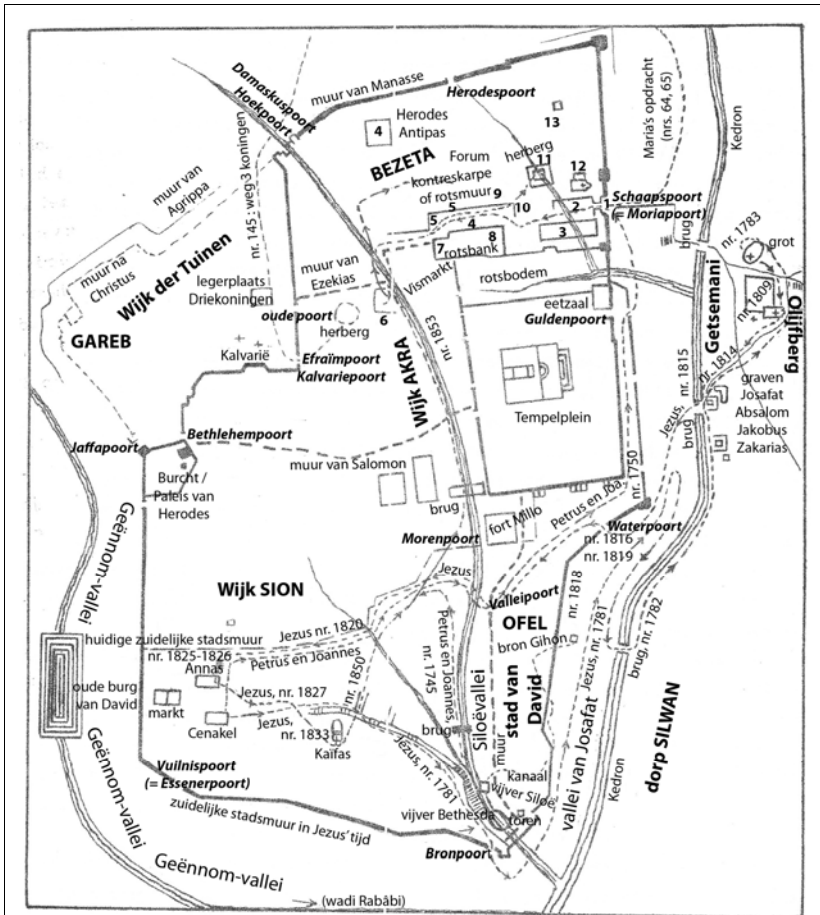 Damaskuspoort
Hoekpoort
muur van Manasse
Herodespoort
Maria's opdracht
(nrs. 64, 65)
Kedron
4
Herodes
Antipas
13
BEZETA
Forum
herberg
11
12
kontreskarpe
of rotsmuur
9
5
5
10
2
1
Schaapspoort
(= Moriapoort)
4
3
7
8
rotsbank
brug
nr. 1783
grot
muur van
Agrippa
nr. 145 : weg 3 koningen
muur na
Christus
Wijk der Tuinen
legerplaats
Driekoningen
muur van
Ezekias
Vismarkt
rotsbodem
nr. 1809
Olijfberg
GAREB
oude poort
herberg
6
nr. 1853
eetzaal
Guldenpoort
Getsemani
Kalvarië
Efraïmpoort
Kalvariepoort
Wijk AKRA
Tempelplein
nr. 1815
nr. 1814
Jezus,
brug
graven
Josafat
Absalom
Jakobus
Zakarias
Jaffapoort
Bethlehempoort
Burcht /
Paleis van
Herodes
muur van Salomon
brug
nr. 1750
Petrus en Joa.
fort Millo
Morenpoort
Waterpoort
nr. 1816
nr. 1819
Geënnom-vallei
Jezus
Wijk SION
Valleipoort
OFEL
nr. 1818
huidige zuidelijke stadsmuur
Jezus nr. 1820
nr. 1825-1826
Petrus en Joannes
bron Gihon
Jezus, nr. 1781
brug, nr. 1782
Annas
oude burg
van David
markt
Jezus, nr. 1827
nr. 1850
Petrus en Joannes,
nr. 1745
Siloëvallei
stad van
David
Cenakel
Jezus,
nr. 1833
Kaïfas
brug
muur
vallei van Josafat
dorp SILWAN
Jezus, nr. 1781
Vuilnispoort
(= Essenerpoort)
kanaal
vijver Siloë
Kedron
zuidelijke stadsmuur in Jezus' tijd
vijver Bethesda
toren
Geënnom-vallei
Bronpoort
Geënnom-vallei
(wadi Rabâbi)